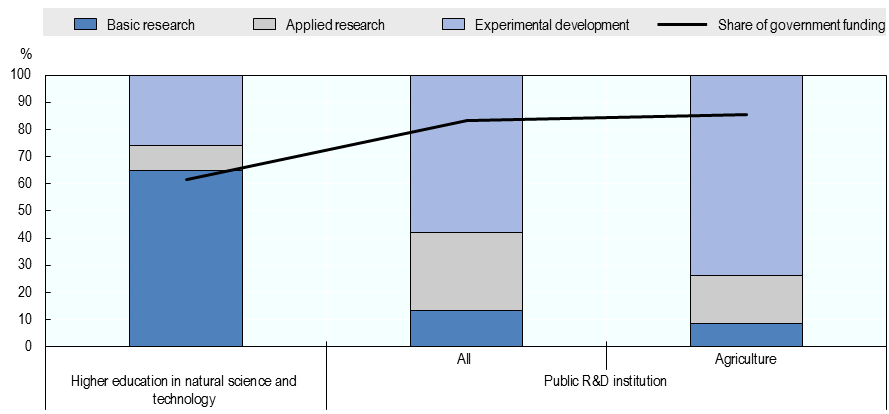 Basic research Applied research Experimental development Share of government funding
%
100
90
80
70
60
50
40
30
20
10
0
All Agriculture
Higher education in natural science and
technology
Public R&D institution